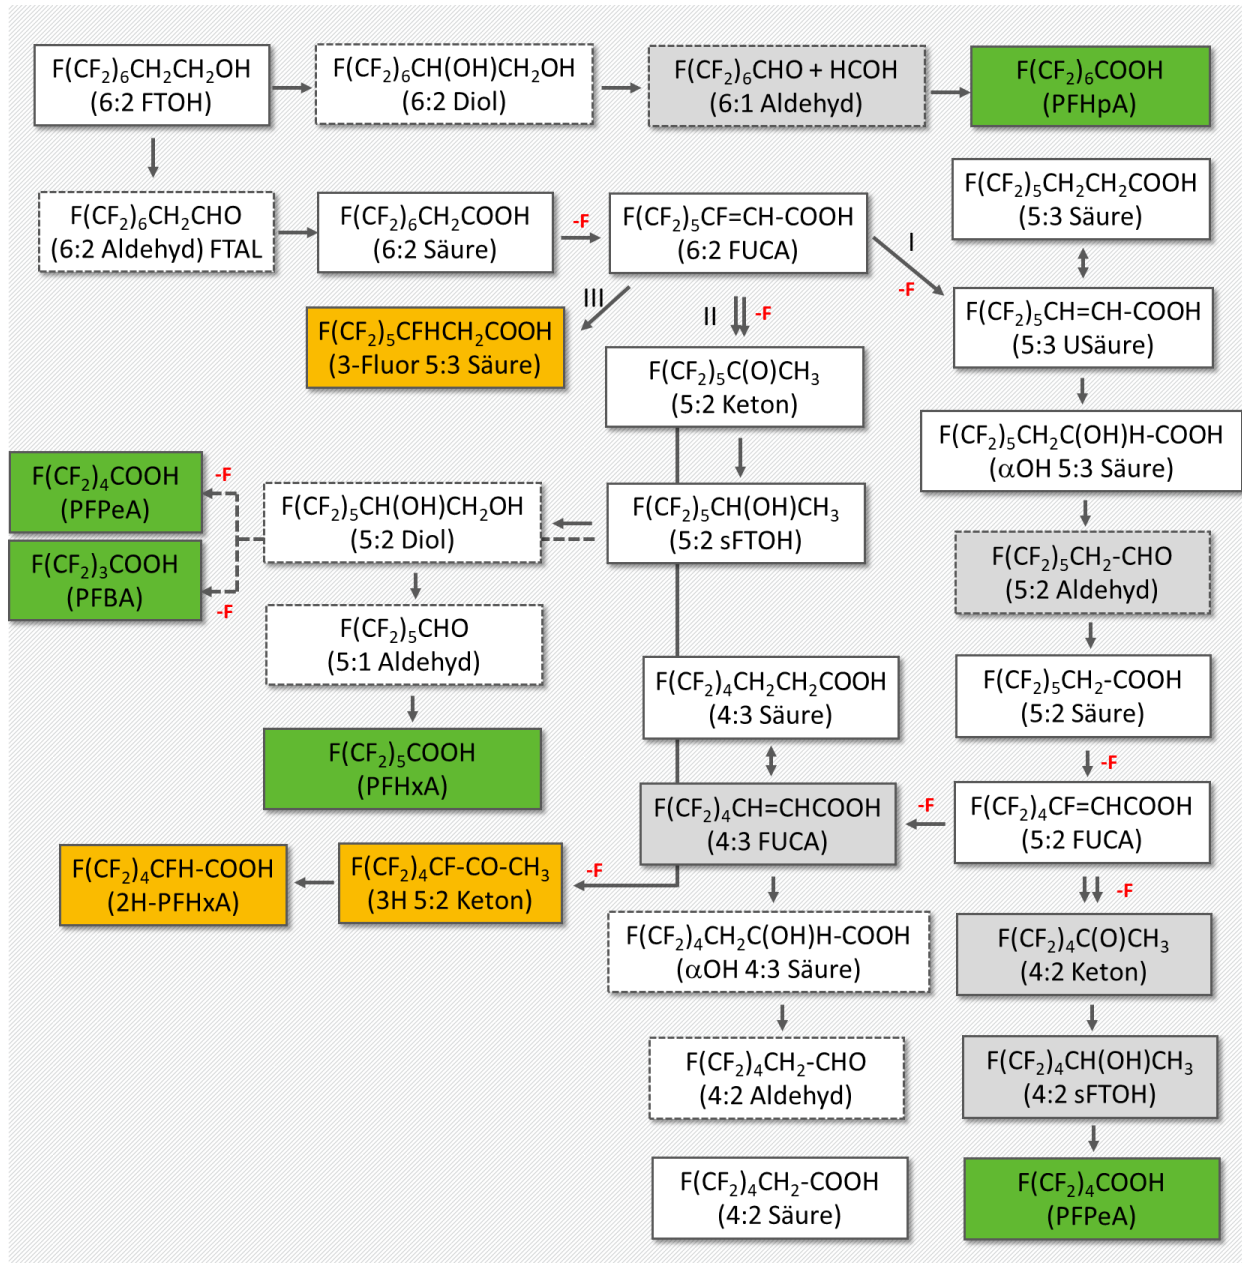 F(CF₂)₆CH₂CH₂OH
(6:2 FTOH)
F(CF₂)₆CH(OH)CH₂OH
(6:2 Diol)
F(CF₂)₆CHO + HCOH
(6:1 Aldehyd)
F(CF₂)₆COOH
(PFHpA)
F(CF₂)₆CH₂CHO
(6:2 Aldehyd) FTAL
F(CF₂)₆CH₂COOH
(6:2 Säure)
-F
F(CF₂)₅CF=CH-COOH
(6:2 FUCA)
I
-F
F(CF₂)₅CH₂CH₂COOH
(5:3 Säure)
F(CF₂)₅CH=CH-COOH
(5:3 USäure)
III
F(CF₂)₅CFHCH₂COOH
(3-Fluor 5:3 Säure)
II
-F
F(CF₂)₅C(O)CH₃
(5:2 Keton)
F(CF₂)₅CH₂C(OH)H-COOH
(αOH 5:3 Säure)
F(CF₂)₄COOH
(PFPeA)
-F
F(CF₂)₅CH(OH)CH₂OH
(5:2 Diol)
F(CF₂)₅CH(OH)CH₃
(5:2 sFTOH)
F(CF₂)₃COOH
(PFBA)
-F
F(CF₂)₅CH₂-CHO
(5:2 Aldehyd)
F(CF₂)₅CHO
(5:1 Aldehyd)
F(CF₂)₄CH₂CH₂COOH
(4:3 Säure)
F(CF₂)₅CH₂-COOH
(5:2 Säure)
F(CF₂)₅COOH
(PFHxA)
-F
F(CF₂)₄CH=CHCOOH
(4:3 FUCA)
-F
F(CF₂)₄CF=CHCOOH
(5:2 FUCA)
F(CF₂)₄CFH-COOH
(2H-PFHxA)
F(CF₂)₄CF-CO-CH₃
(3H 5:2 Keton)
-F
-F
F(CF₂)₄CH₂C(OH)H-COOH
(αOH 4:3 Säure)
F(CF₂)₄C(O)CH₃
(4:2 Keton)
F(CF₂)₄CH₂-CHO
(4:2 Aldehyd)
F(CF₂)₄CH(OH)CH₃
(4:2 sFTOH)
F(CF₂)₄CH₂-COOH
(4:2 Säure)
F(CF₂)₄COOH
(PFPeA)